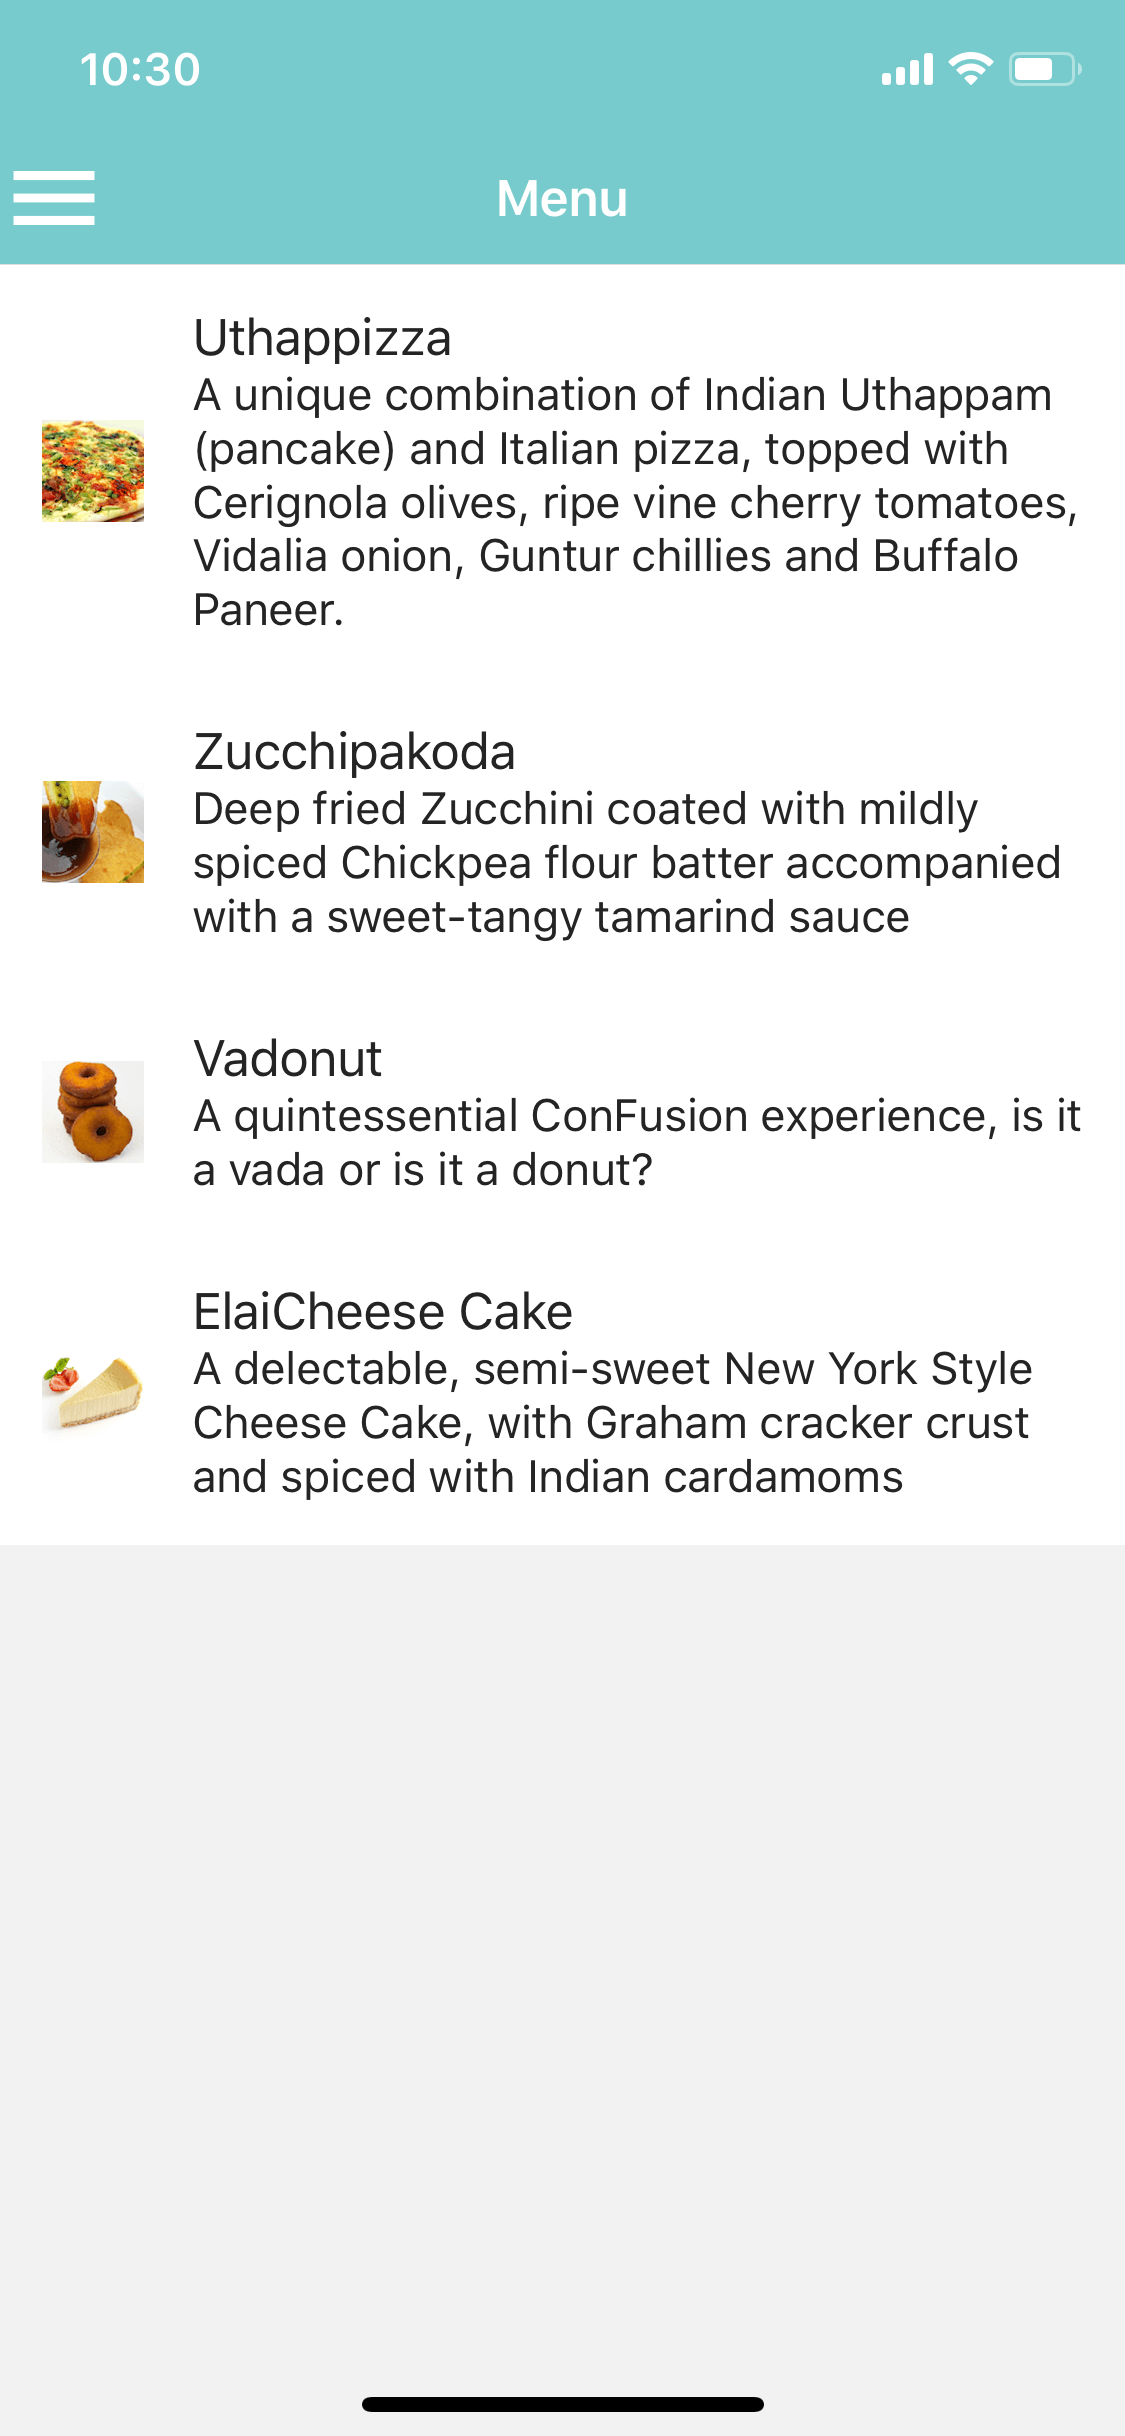 10:30
Menu
Uthappizza
A unique combination of Indian Uthappam
(pancake) and Italian pizza, topped with
Cerignola olives, ripe vine cherry tomatoes,
Vidalia onion, Guntur chillies and Buffalo
Paneer.
Zucchipakoda
Deep fried Zucchini coated with mildly
spiced Chickpea flour batter accompanied
with a sweet-tangy tamarind sauce
Vadonut
A quintessential ConFusion experience, is it
a vada or is it a donut?
ElaiCheese Cake
A delectable, semi-sweet New York Style
Cheese Cake, with Graham cracker crust
and spiced with Indian cardamoms